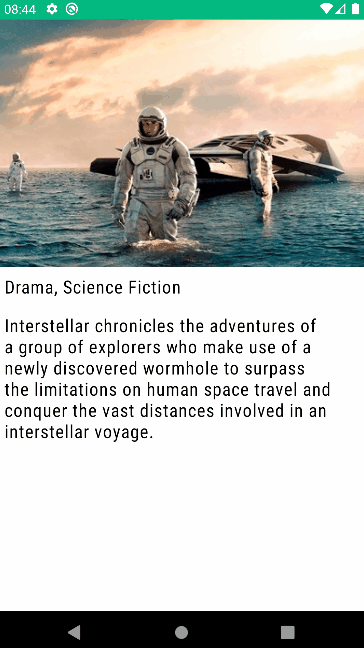 08:44
Drama, Science Fiction
Interstellar chronicles the adventures of
a group of explorers who make use of a
newly discovered wormhole to surpass
the limitations on human space travel and
conquer the vast distances involved in an
interstellar voyage.